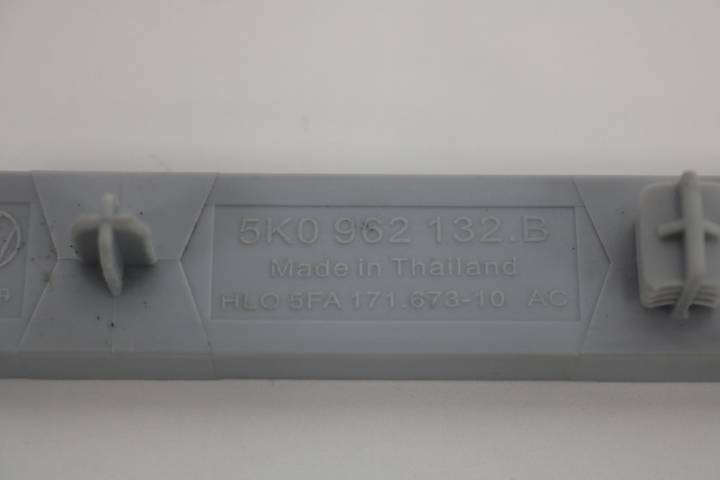 5K0 962 132.B
Made in Thailand
HLO 5FA 171.673-10 AC